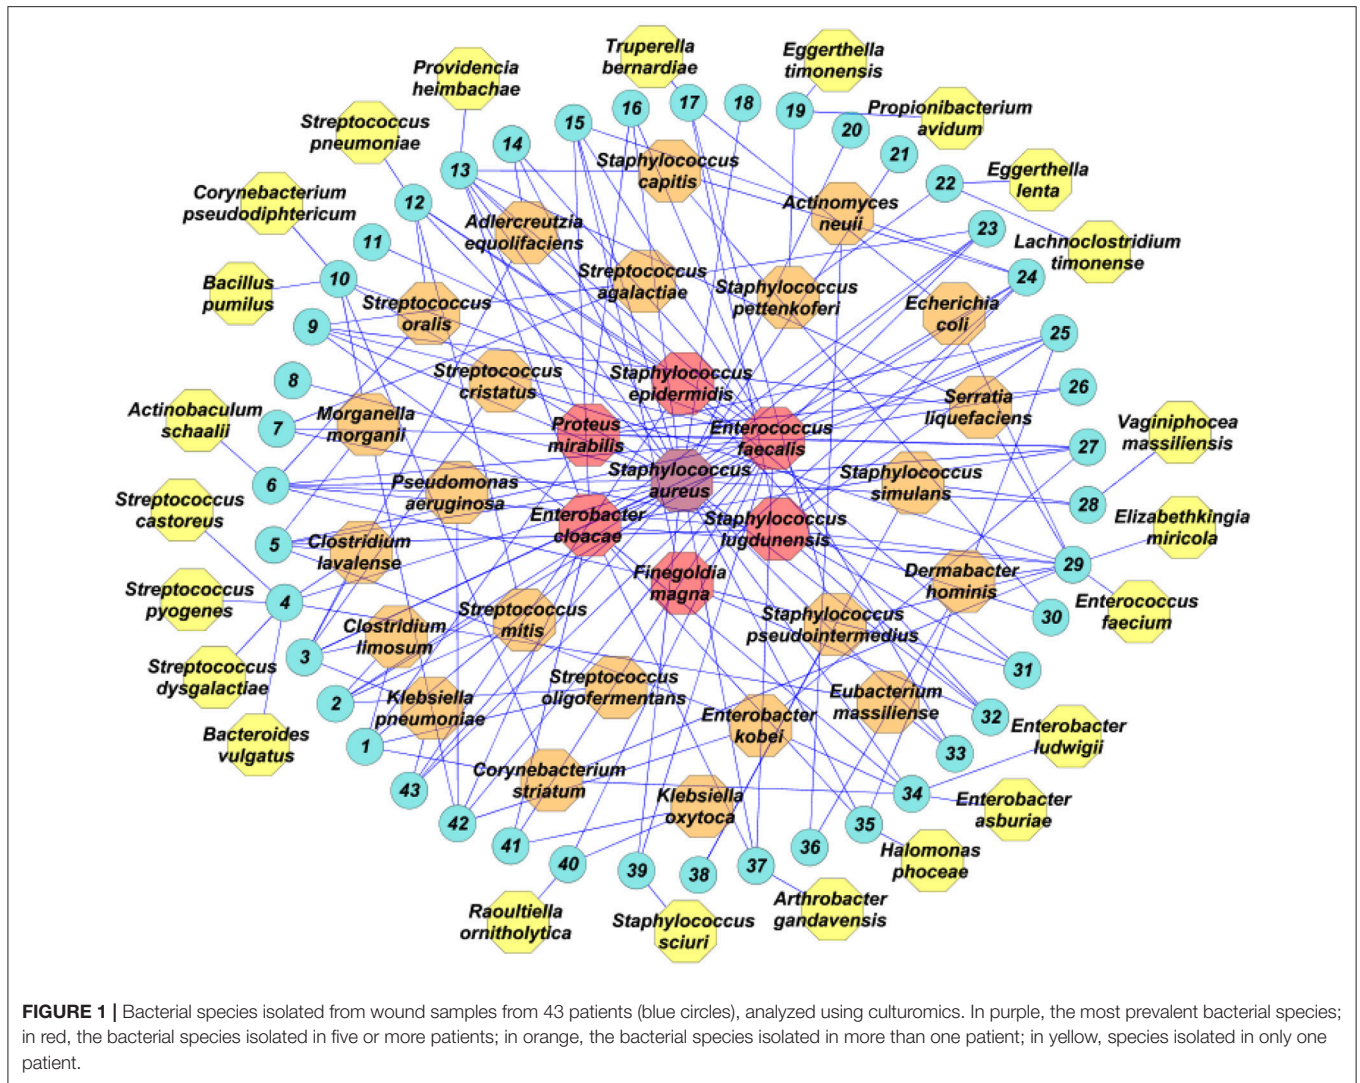 Truperella
bernardiae
Eggerthella
timonensis
Providencia
heimbachae
Propionibacterium
avidum
Streptococcus
pneumoniae
Eggerthella
lenta
Corynebacterium
pseudodiphtericum
Lachnoclostridium
timonense
Bacillus
pumilus
Actinobaculum
schaalii
Vaginiphocea
massiliensis
Streptococcus
castoreus
Elizabethkingia
miricola
Streptococcus
pyogenes
Enterococcus
faecium
Streptococcus
dysgalactiae
Bacteroides
vulgatus
Enterobacter
ludwigii
Enterobacter
asburiae
Halomonas
phoceae
Arthrobacter
gandavensis
Staphylococcus
sciuri
Raoultiella
ornitholytica
Staphylococcus
capitis
Actinomyces
neuii
Adlercreutzia
equolifaciens
Streptococcus
agalactiae
Staphylococcus
pettenkoferi
Echerichia
coli
Streptococcus
oralis
Streptococcus
cristatus
Staphylococcus
epidermidis
Serratia
liquefaciens
Morganella
morganii
Proteus
mirabilis
Enterococcus
faecalis
Staphylococcus
aureus
Pseudomonas
aeruginosa
Staphylococcus
simulans
Enterobacter
cloacae
Staphylococcus
lugdunensis
Clostridium
lavalense
Finegoldia
magna
Dermabacter
hominis
Clostridium
limosum
Streptococcus
mitis
Staphylococcus
pseudointermedius
Streptococcus
oligofermentans
Eubacterium
massiliense
Klebsiella
pneumoniae
Enterobacter
kobei
Corynebacterium
striatum
Klebsiella
oxytoca
1
2
3
4
5
6
7
8
9
10
11
12
13
14
15
16
17
18
19
20
21
22
23
24
25
26
27
28
29
30
31
32
33
34
35
36
37
38
39
40
41
42
43
FIGURE 1 | Bacterial species isolated from wound samples from 43 patients (blue circles), analyzed using culturomics. In purple, the most prevalent bacterial species;
in red, the bacterial species isolated in five or more patients; in orange, the bacterial species isolated in more than one patient; in yellow, species isolated in only one
patient.